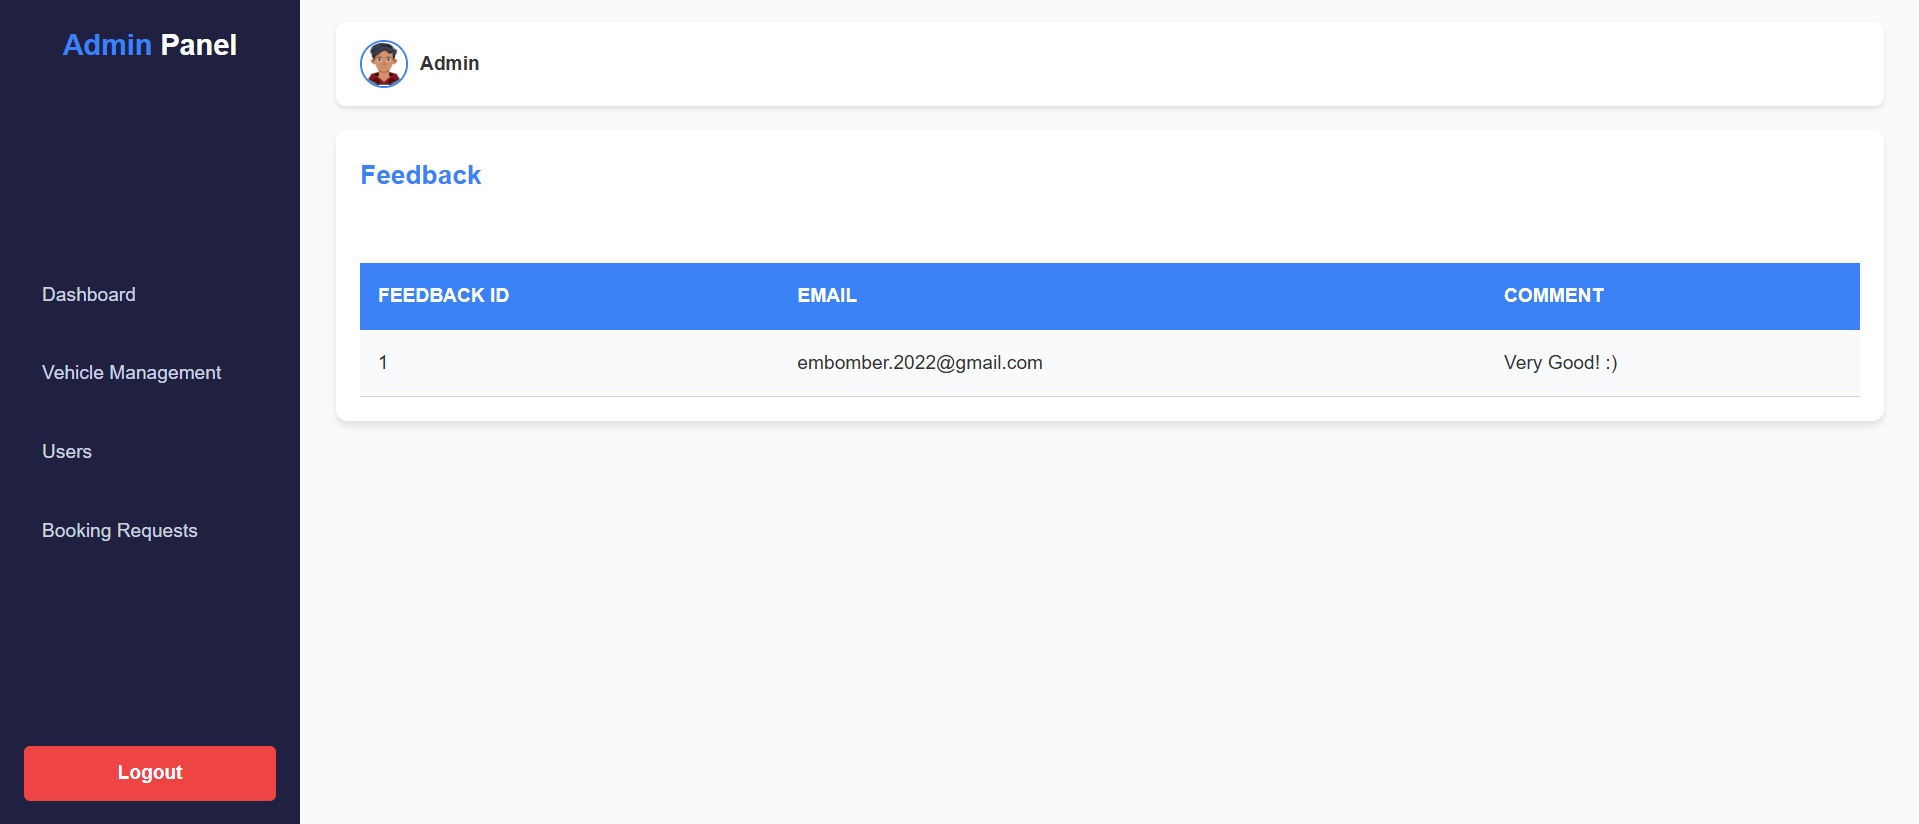 Admin Panel
Dashboard
Vehicle Management
Users
Booking Requests
Logout
Admin
Feedback
FEEDBACK ID EMAIL COMMENT
1 embomber.2022@gmail.com Very Good! :)